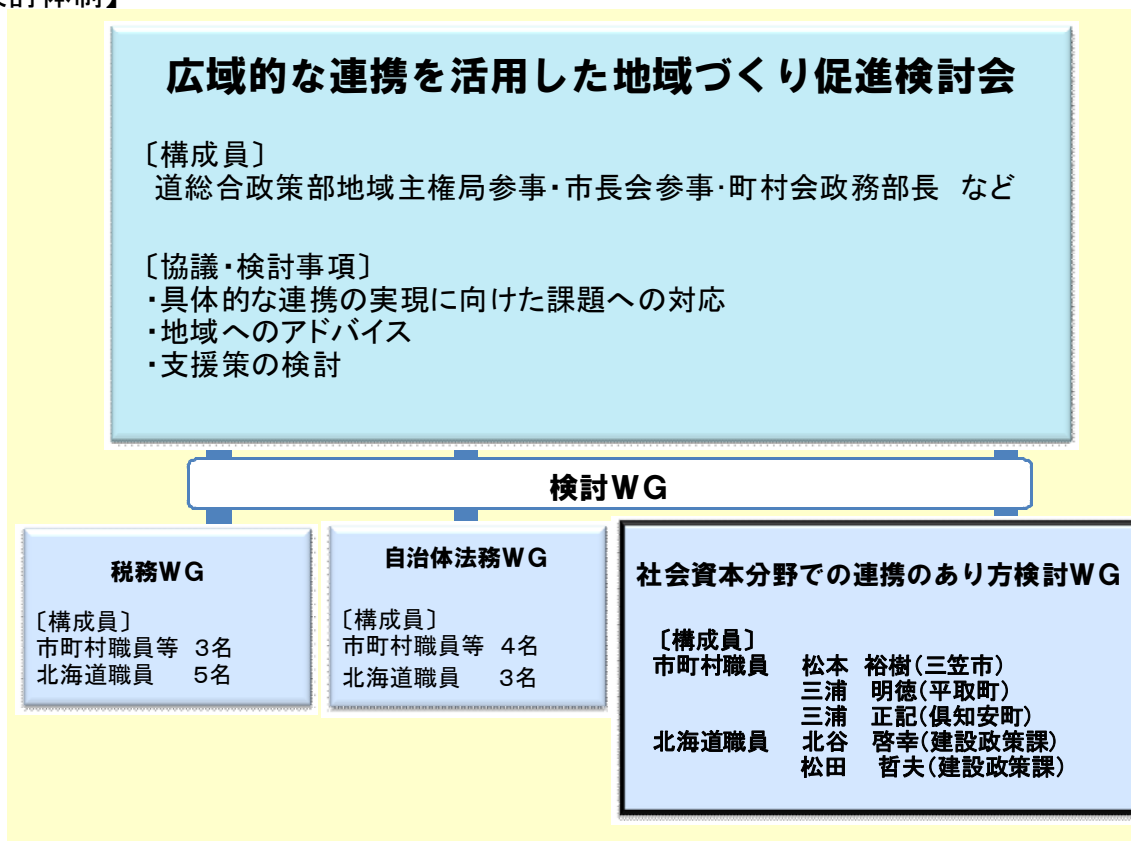 的体制】
広域的な連携を活用した地域づくり促進検討会
〔構成員〕
道総合政策部地域主権局参事・市長会参事・町村会政務部長　など
〔協議・検討事項〕
・具体的な連携の実現に向けた課題への対応
・地域へのアドバイス
・支援策の検討
検討WG
税務WG
〔構成員〕
市町村職員等　3名
北海道職員　　5名
自治体法務WG
〔構成員〕
市町村職員等　4名
北海道職員　　3名
社会資本分野での連携のあり方検討WG
〔構成員〕
市町村職員　　松本　裕樹(三笠市)
三浦　明徳(平取町)
三浦　正記(倶知安町)
北海道職員　　北谷　啓幸(建設政策課)
松田　哲夫(建設政策課)